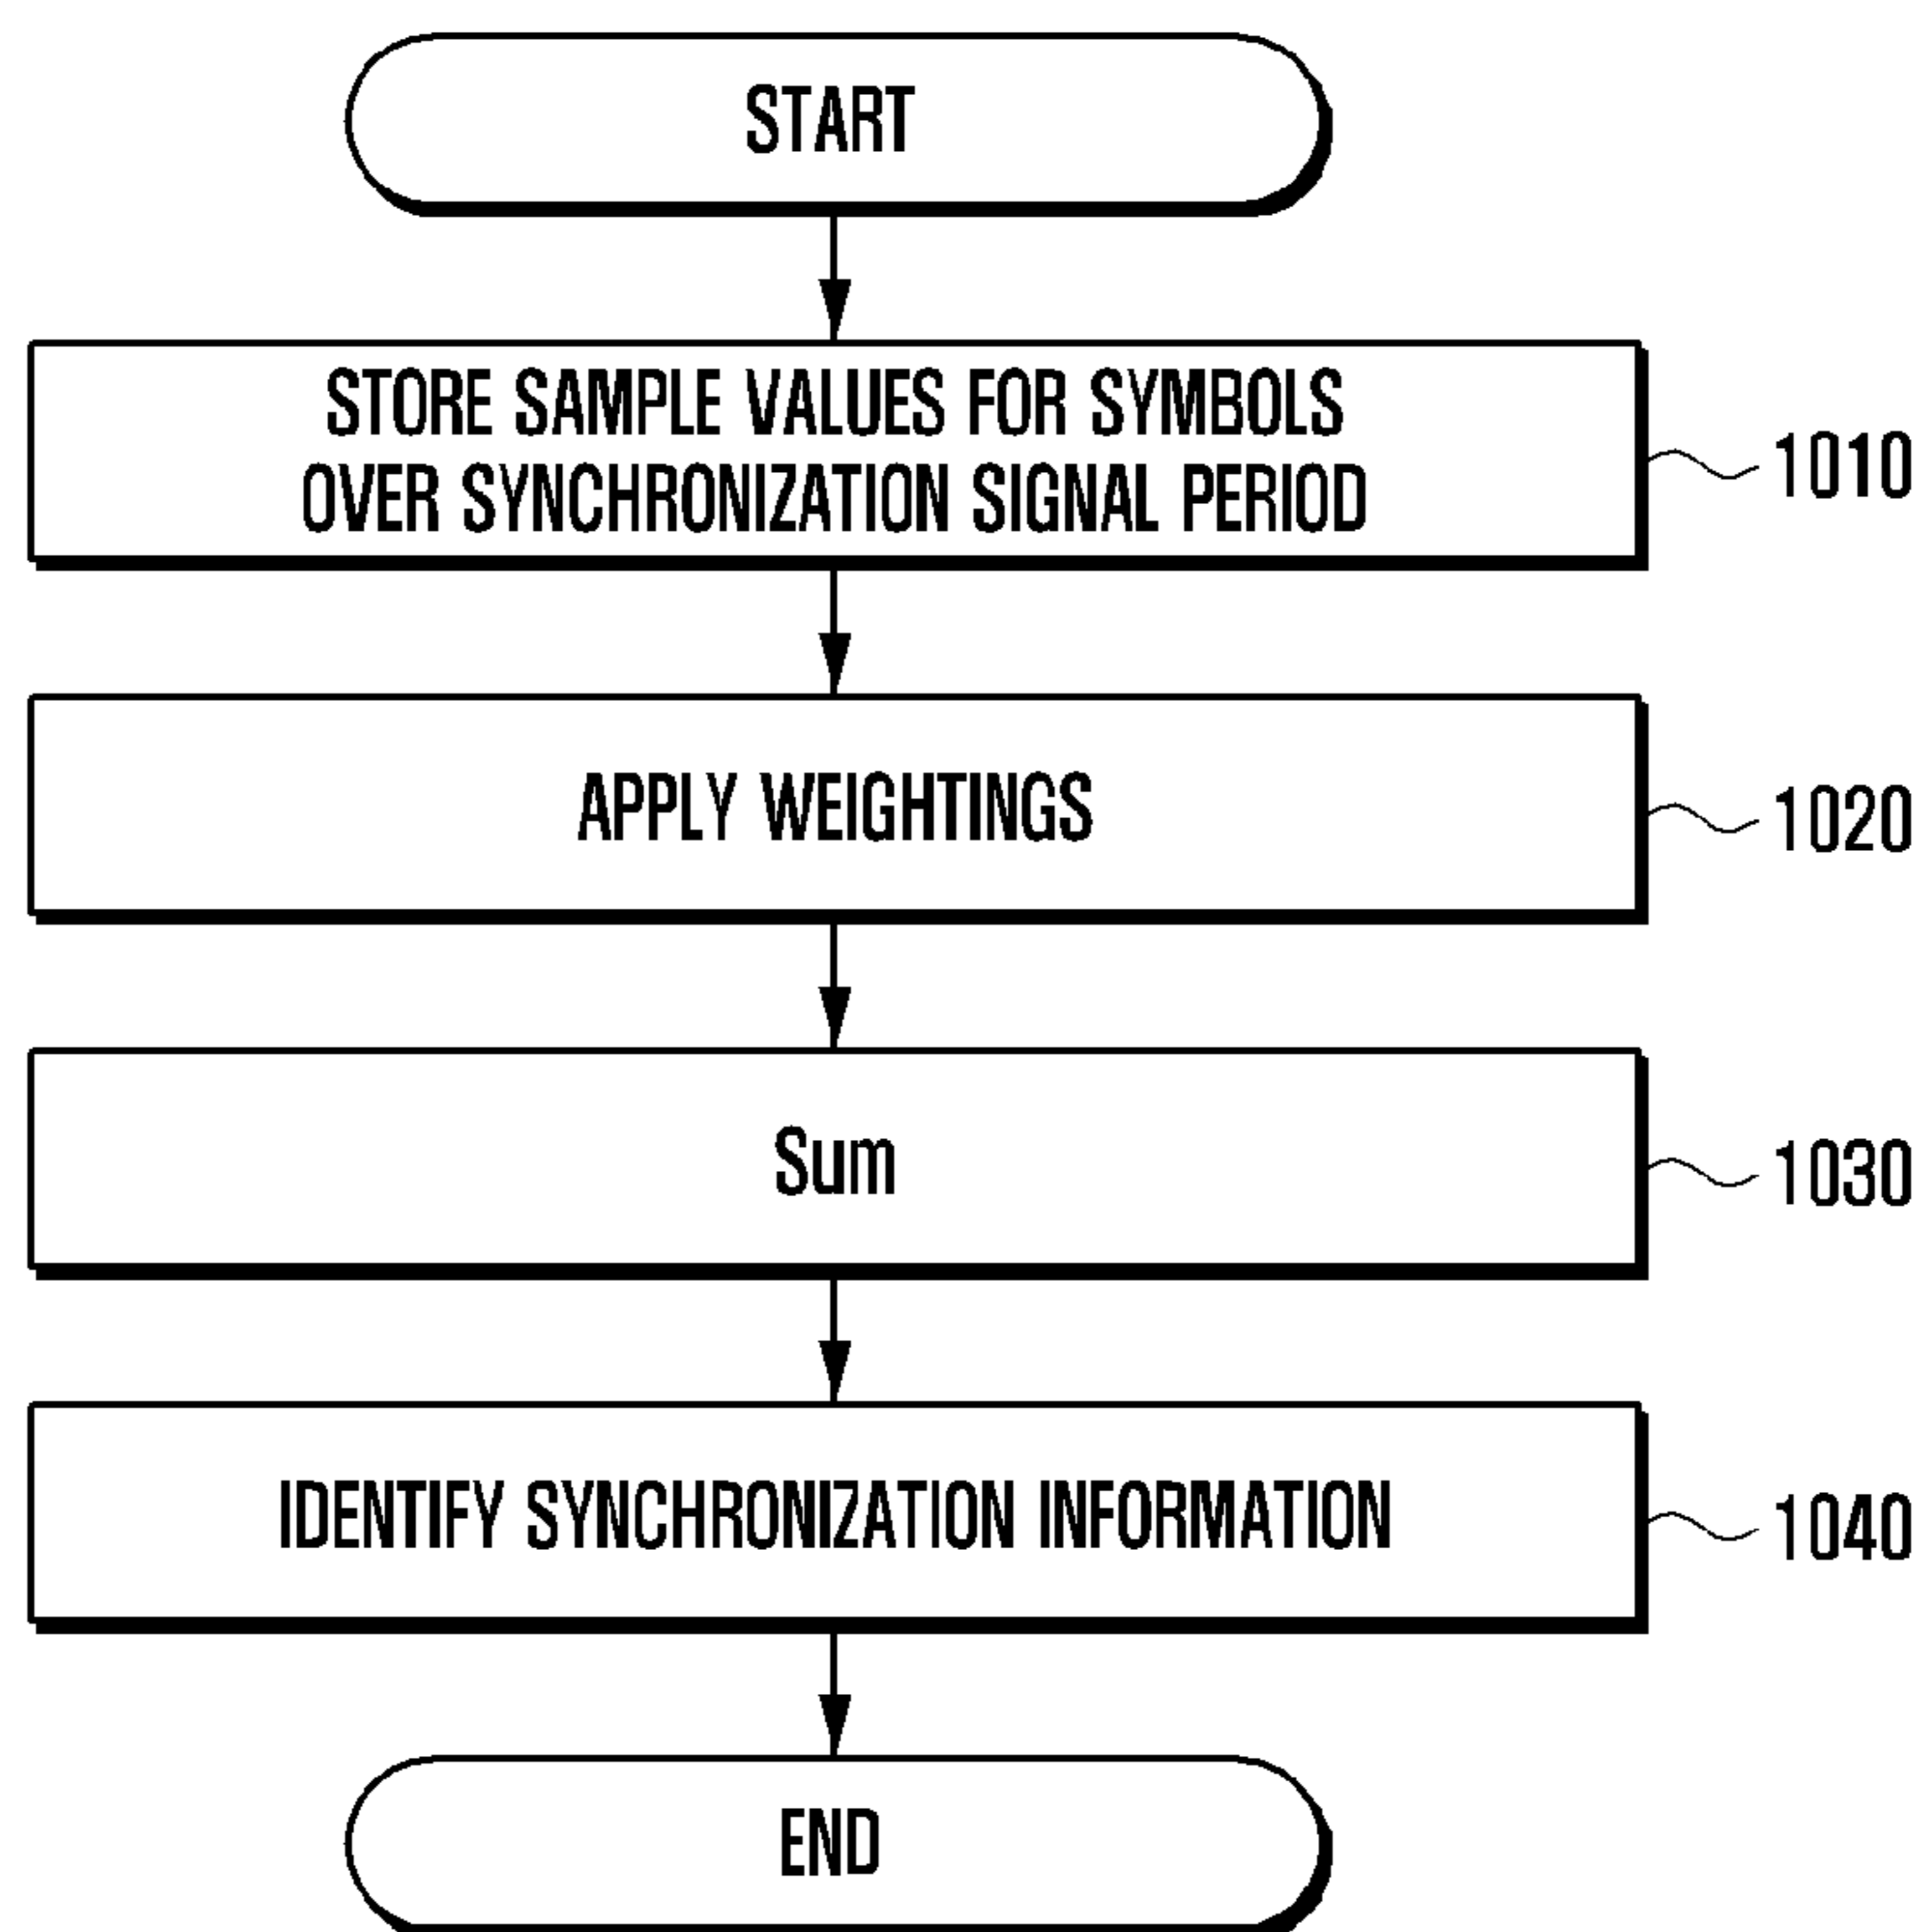 START
STORE SAMPLE VALUES FOR SYMBOLS
OVER SYNCHRONIZATION SIGNAL PERIOD
1010
APPLY WEIGHTINGS
1020
Sum
1030
IDENTIFY SYNCHRONIZATION INFORMATION
1040
END